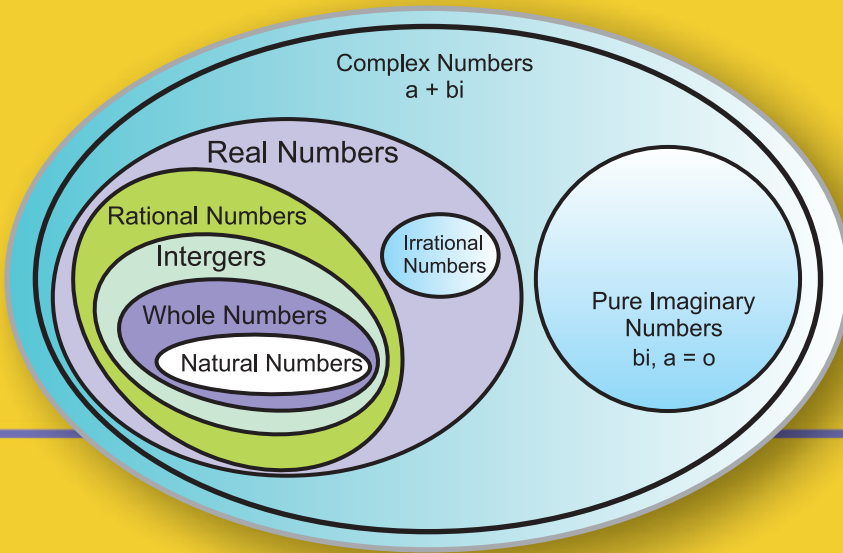 Complex Numbers
a + bi
Real Numbers
Rational Numbers
Intergers
Whole Numbers
Natural Numbers
Irrational
Numbers
Pure Imaginary
Numbers
bi, a = o